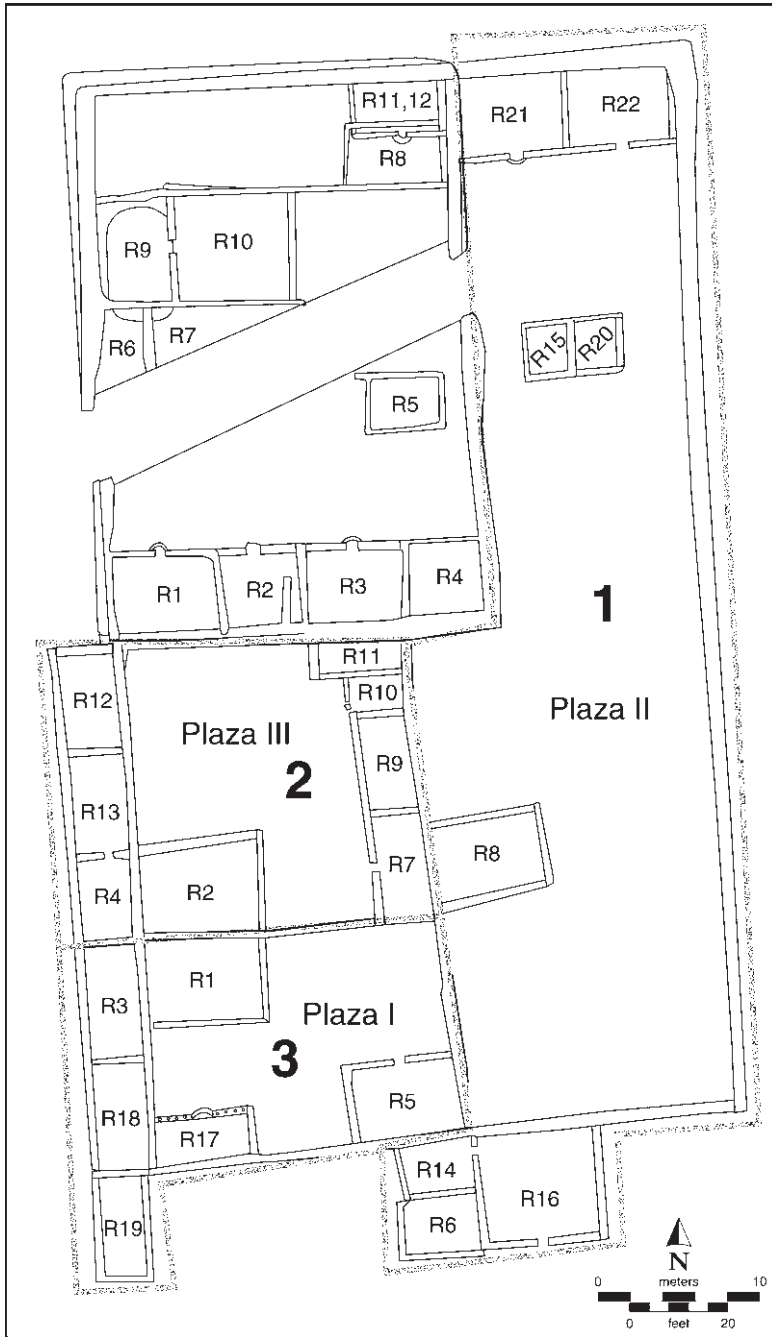 R11,12
R21
R22
R8
R9
R10
R6
R7
R15
R20
R5
R1
R2
R3
R4
1
R11
R12
R10
Plaza III
Plaza II
2
R9
R13
R8
R7
R4
R2
R1
R3
Plaza I
3
R5
R18
R17
R14
R16
R19
R6
N
0 meters 10
0 feet 20